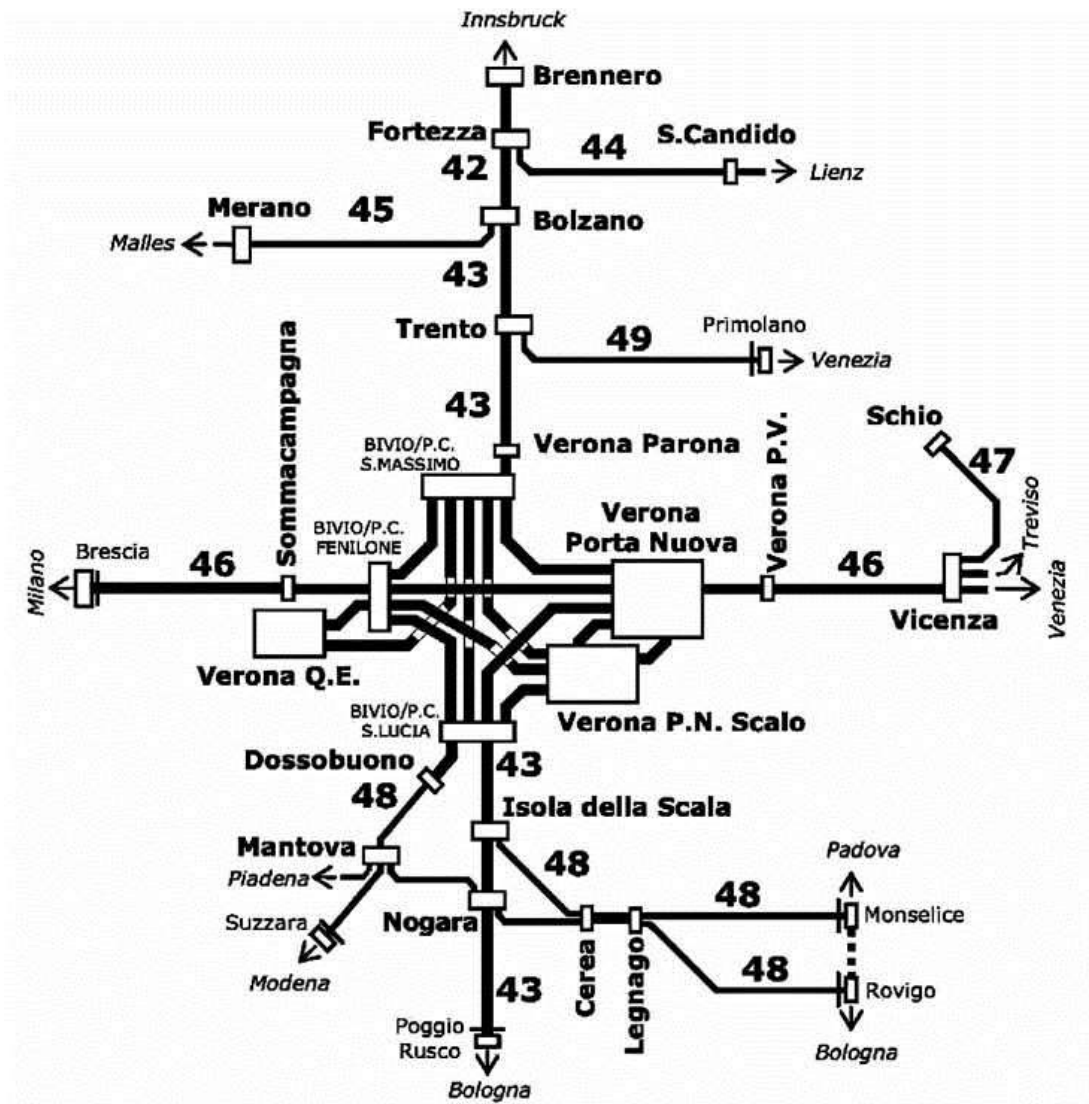 Innsbruck
Brennero
Fortezza
S.Candido
42
44
Lienz
Merano
45
Bolzano
Malles
43
Trento
49
Primolano
Venezia
43
Sommacampagna
BIVIO/P.C.
S.MASSIMO
Verona Parona
Verona P.V.
Schio
47
Treviso
BIVIO/P.C.
FENILONE
Verona
Porta Nuova
Milano
Brescia
46
46
Vicenza
Venezia
Verona Q.E.
BIVIO/P.C.
S.LUCIA
Verona P.N. Scalo
Dossobuono
43
48
Isola della Scala
Mantova
48
Padova
Piadena
Suzzara
Nogara
48
Monselice
Modena
43
Cerea
Legnago
48
Rovigo
Poggio
Rusco
Bologna
Bologna